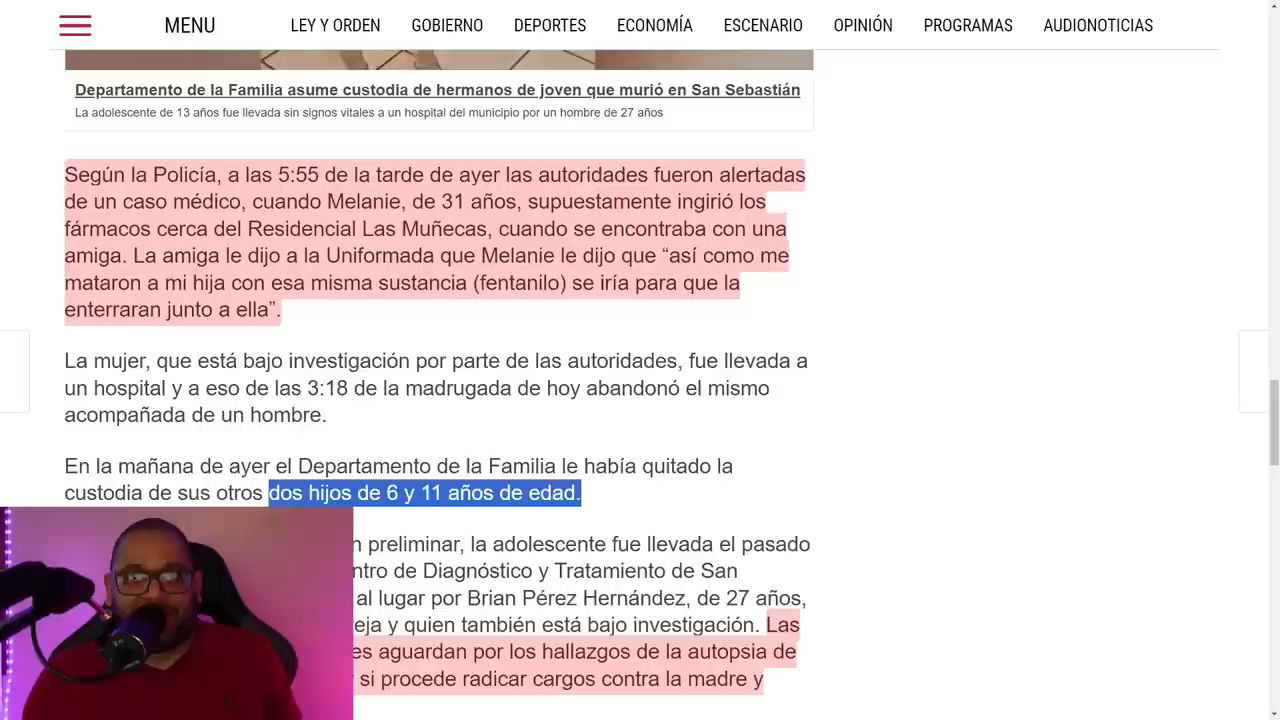 MENU LEY Y ORDEN GOBIERNO DEPORTES ECONOMÍA ESCENARIO OPINIÓN PROGRAMAS AUDIONOTICIAS
Departamento de la Familia asume custodia de hermanos de joven que murió en San Sebastián
La adolescente de 13 años fue llevada sin signos vitales a un hospital del municipio por un hombre de 27 años
Según la Policía, a las 5:55 de la tarde de ayer las autoridades fueron alertadas
de un caso médico, cuando Melanie, de 31 años, supuestamente ingirió los
fármacos cerca del Residencial Las Muñecas, cuando se encontraba con una
amiga. La amiga le dijo a la Uniformada que Melanie le dijo que “así como me
mataron a mi hija con esa misma sustancia (fentanilo) se iría para que la
enterraran junto a ella”.
La mujer, que está bajo investigación por parte de las autoridades, fue llevada a
un hospital y a eso de las 3:18 de la madrugada de hoy abandonó el mismo
acompañada de un hombre.
En la mañana de ayer el Departamento de la Familia le había quitado la
custodia de sus otros dos hijos de 6 y 11 años de edad.
n preliminar, la adolescente fue llevada el pasado
ntro de Diagnóstico y Tratamiento de San
al lugar por Brian Pérez Hernández, de 27 años,
eja y quien también está bajo investigación. Las
es aguardan por los hallazgos de la autopsia de
si procede radicar cargos contra la madre y